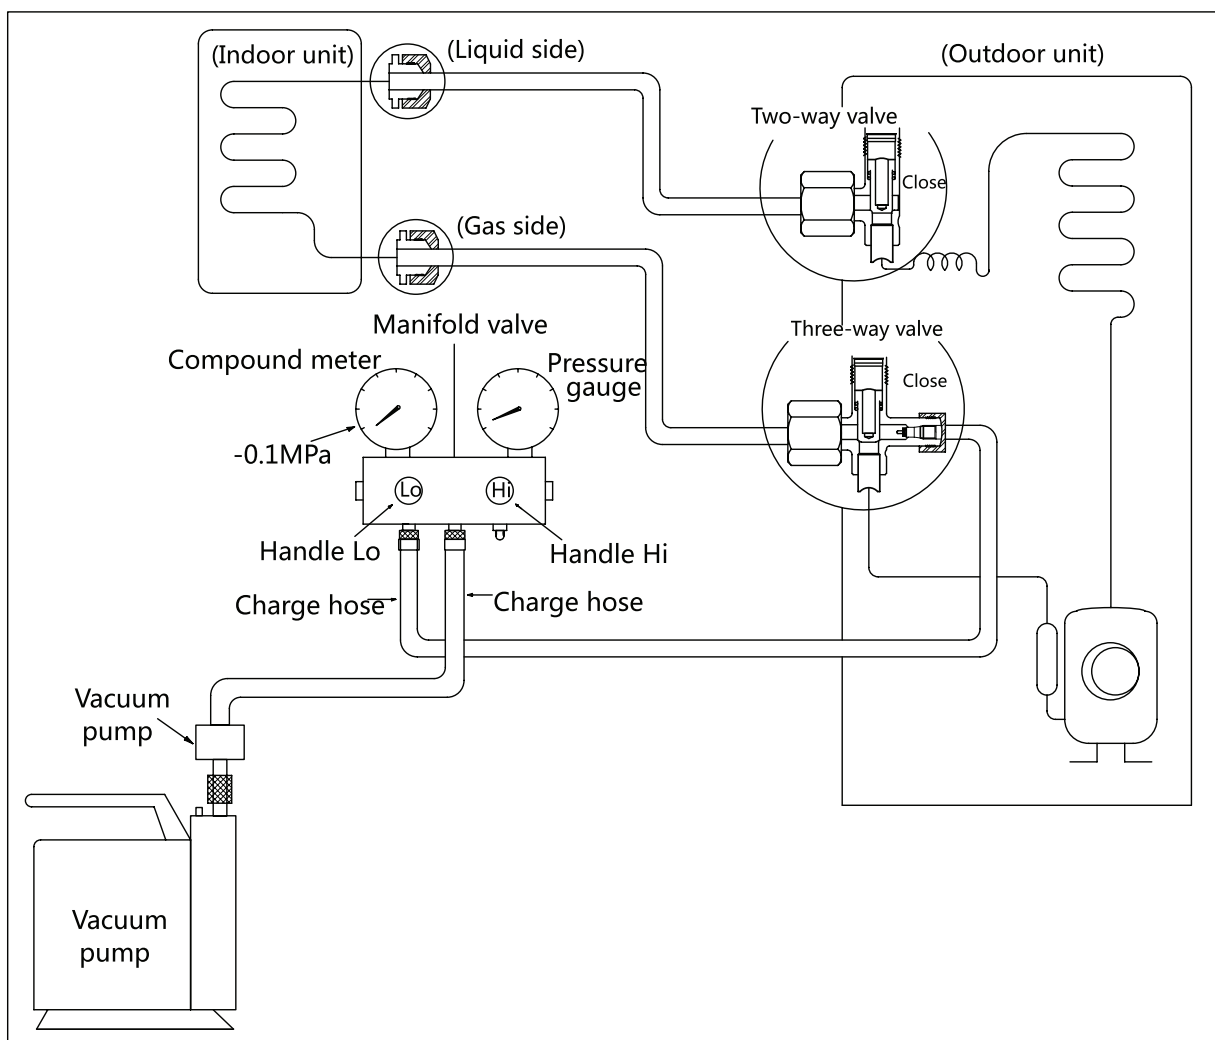 (Indoor unit)
(Liquid side)
(Outdoor unit)
Two-way valve
Close
(Gas side)
Manifold valve
Three-way valve
Compound meter
Pressure
gauge
Close
-0.1MPa
Lo
Hi
Handle Lo
Handle Hi
Charge hose
Charge hose
Vacuum
pump
Vacuum
pump